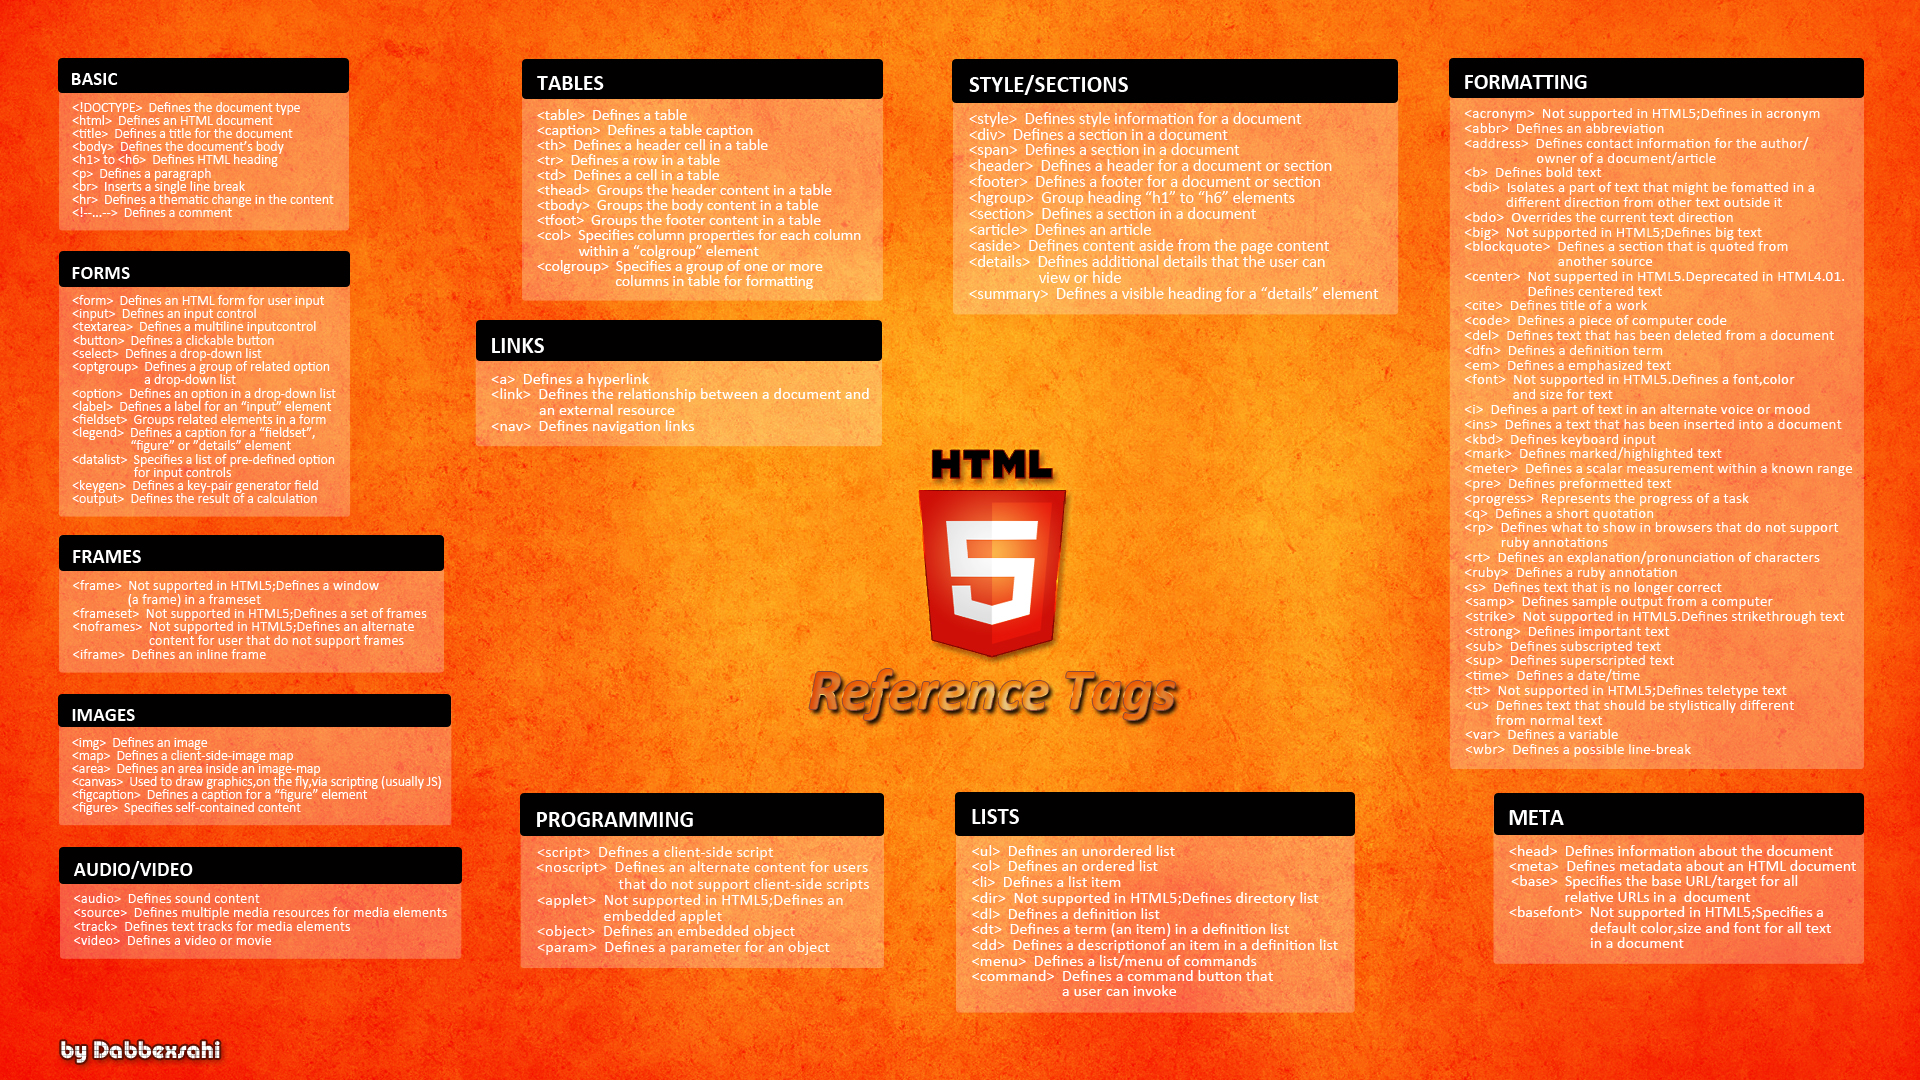 BASIC
<!DOCTYPE> Defines the document type
<html> Defines an HTML document
<title> Defines a title for the document
<body> Defines the document's body
<h1> to <h6> Defines HTML heading
<p> Defines a paragraph
<br> Inserts a single line break
<hr> Defines a thematic change in the content
<!--...--> Defines a comment
FORMS
<form> Defines an HTML form for user input
<input> Defines an input control
<textarea> Defines a multiline inputcontrol
<button> Defines a clickable button
<select> Defines a drop-down list
<optgroup> Defines a group of related option
a drop-down list
<option> Defines an option in a drop-down list
<label> Defines a label for an “input” element
<fieldset> Groups related elements in a form
<legend> Defines a caption for a “fieldset”,
“figure” or “details” element
<datalist> Specifies a list of pre-defined option
for input controls
<keygen> Defines a key-pair generator field
<output> Defines the result of a calculation
FRAMES
<frame> Not supported in HTML5;Defines a window
(a frame) in a frameset
<frameset> Not supported in HTML5;Defines a set of frames
<noframes> Not supported in HTML5;Defines an alternate
content for user that do not support frames
<iframe> Defines an inline frame
IMAGES
<img> Defines an image
<map> Defines a client-side-image map
<area> Defines an area inside an image-map
<canvas> Used to draw graphics,on the fly,via scripting (usually JS)
<figcaption> Defines a caption for a “figure” element
<figure> Specifies self-contained content
AUDIO/VIDEO
<audio> Defines sound content
<source> Defines multiple media resources for media elements
<track> Defines text tracks for media elements
<video> Defines a video or movie
by Dabbexsahi
TABLES
<table> Defines a table
<caption> Defines a table caption
<th> Defines a header cell in a table
<tr> Defines a row in a table
<td> Defines a cell in a table
<thead> Groups the header content in a table
<tbody> Groups the body content in a table
<tfoot> Groups the footer content in a table
<col> Specifies column properties for each column
within a “colgroup” element
<colgroup> Specifies a group of one or more
columns in table for formatting
LINKS
<a> Defines a hyperlink
<link> Defines the relationship between a document and
an external resource
<nav> Defines navigation links
HTML
5
Reference Tags
PROGRAMMING
<script> Defines a client-side script
<noscript> Defines an alternate content for users
that do not support client-side scripts
<applet> Not supported in HTML5;Defines an
embedded applet
<object> Defines an embedded object
<param> Defines a parameter for an object
STYLE/SECTIONS
<style> Defines style information for a document
<div> Defines a section in a document
<span> Defines a section in a document
<header> Defines a header for a document or section
<footer> Defines a footer for a document or section
<hgroup> Group heading “h1” to “h6” elements
<section> Defines a section in a document
<article> Defines an article
<aside> Defines content aside from the page content
<details> Defines additional details that the user can
view or hide
<summary> Defines a visible heading for a “details” element
LISTS
<ul> Defines an unordered list
<ol> Defines an ordered list
<li> Defines a list item
<dir> Not supported in HTML5;Defines directory list
<dl> Defines a definition list
<dt> Defines a term (an item) in a definition list
<dd> Defines a descriptionof an item in a definition list
<menu> Defines a list/menu of commands
<command> Defines a command button that
a user can invoke
FORMATTING
<acronym> Not supported in HTML5;Defines in acronym
<abbr> Defines an abbreviation
<address> Defines contact information for the author/
owner of a document/article
<b> Defines bold text
<bdi> Isolates a part of text that might be fomatted in a
different direction from other text outside it
<bdo> Overrides the current text direction
<big> Not supported in HTML5;Defines big text
<blockquote> Defines a section that is quoted from
another source
<center> Not supperted in HTML5.Deprecated in HTML4.01.
Defines centered text
<cite> Defines title of a work
<code> Defines a piece of computer code
<del> Defines text that has been deleted from a document
<dfn> Defines a definition term
<em> Defines a emphasized text
<font> Not supported in HTML5.Defines a font,color
and size for text
<i> Defines a part of text in an alternate voice or mood
<ins> Defines a text that has been inserted into a document
<kbd> Defines keyboard input
<mark> Defines marked/highlighted text
<meter> Defines a scalar measurement within a known range
<pre> Defines preformetted text
<progress> Represents the progress of a task
<q> Defines a short quotation
<rp> Defines what to show in browsers that do not support
ruby annotations
<rt> Defines an explanation/pronunciation of characters
<ruby> Defines a ruby annotation
<s> Defines text that is no longer correct
<samp> Defines sample output from a computer
<strike> Not supported in HTML5.Defines strikethrough text
<strong> Defines important text
<sub> Defines subscripted text
<sup> Defines superscripted text
<time> Defines a date/time
<tt> Not supported in HTML5;Defines teletype text
<u> Defines text that should be stylistically different
from normal text
<var> Defines a variable
<wbr> Defines a possible line-break
META
<head> Defines information about the document
<meta> Defines metadata about an HTML document
<base> Specifies the base URL/target for all
relative URLs in a document
<basefont> Not supported in HTML5;Specifies a
default color,size and font for all text
in a document